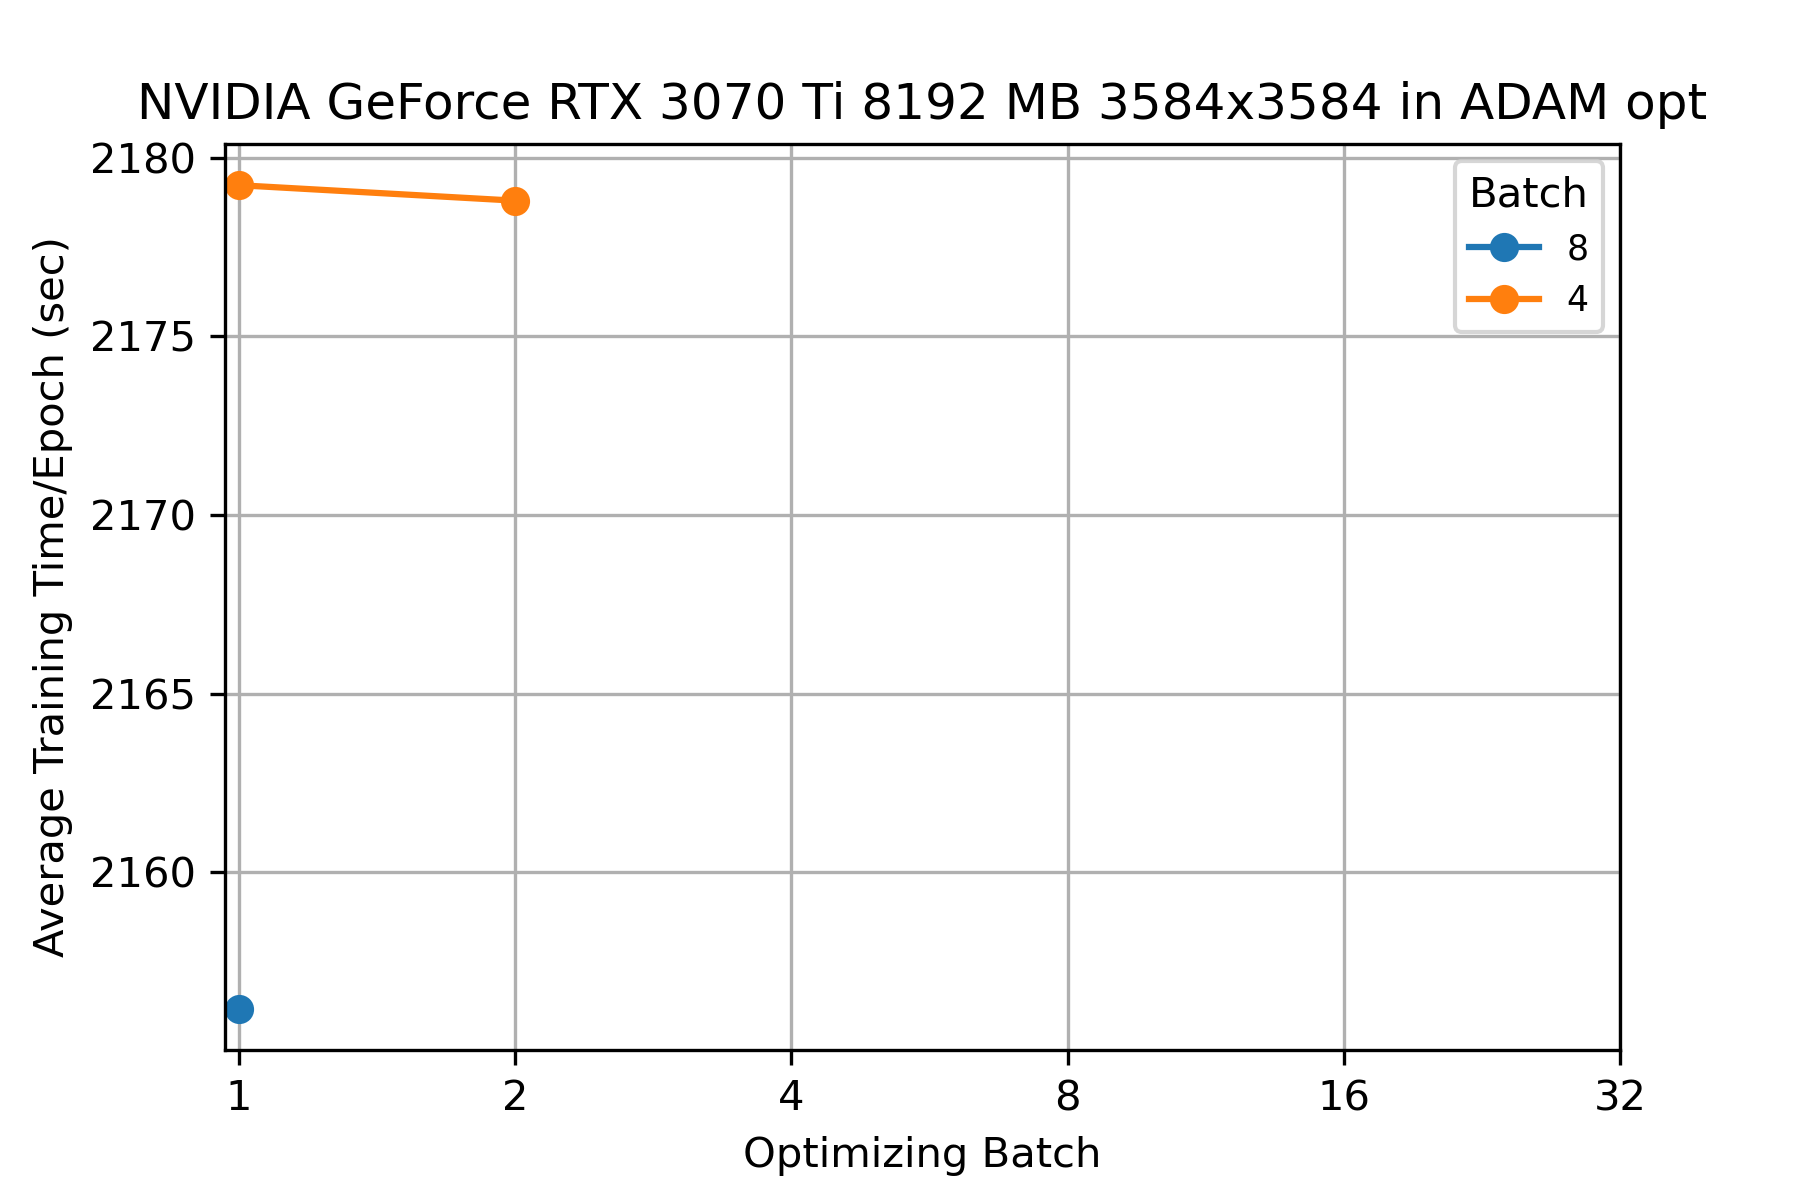 NVIDIA GeForce RTX 3070 Ti 8192 MB 3584x3584 in ADAM opt
2180
2175
2170
2165
2160
Average Training Time/Epoch (sec)
Batch
8
4
1 2 4 8 16 32
Optimizing Batch